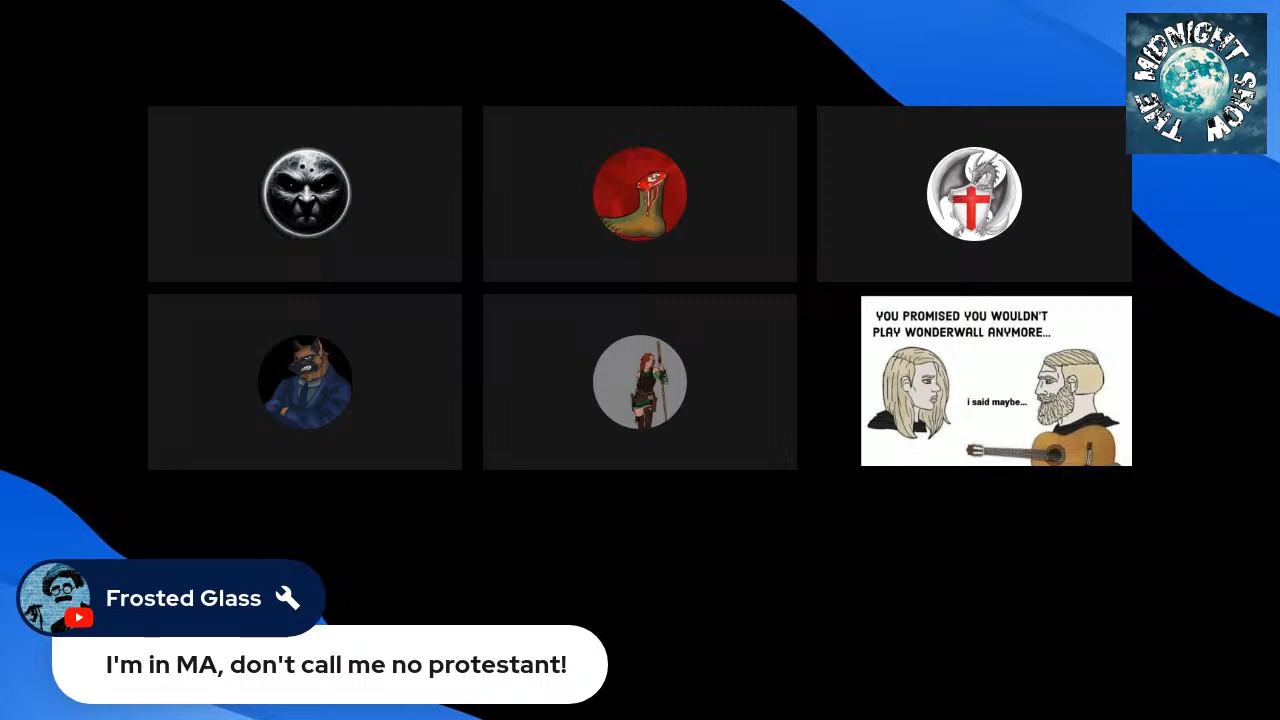 THE MIDNIGHT SHOW
YOU PROMISED YOU WOULDN'T
PLAY WONDERWALL ANYMORE...
i said maybe...
Frosted Glass
I'm in MA, don't call me no protestant!